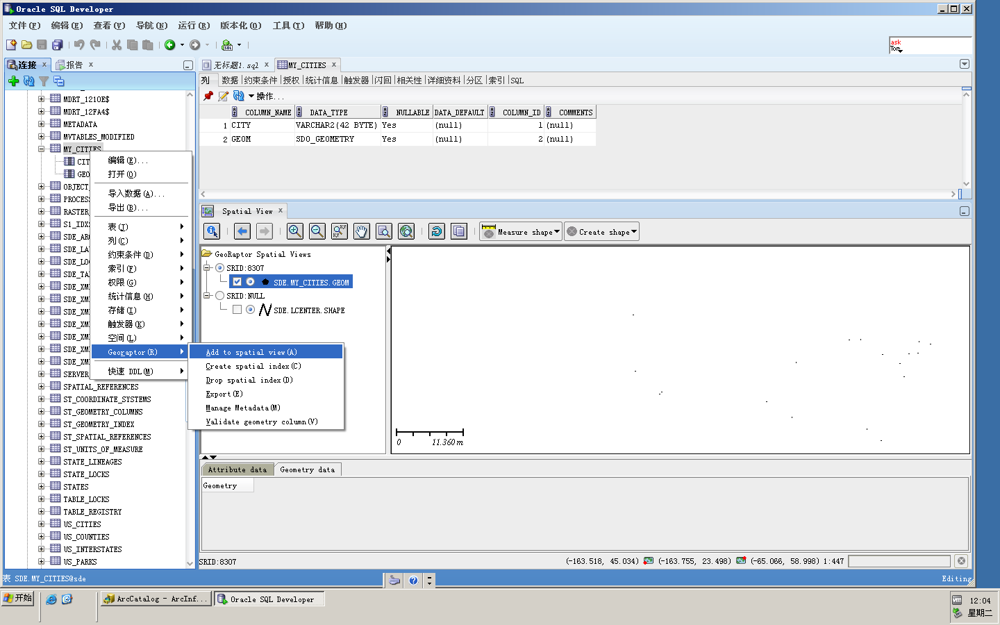 Oracle SQL Developer
文件(F) 编辑(E) 查看(V) 导航(N) 运行(R) 版本化(O) 工具(T) 帮助(H)
ask
Tom
连接 报告
无标题1.sql MY_CITIES
列 数据 约束条件 授权 统计信息 触发器 闪回 相关性 详细资料 分区 索引 SQL
操作...
COLUMN_NAME DATA_TYPE NULLABLE DATA_DEFAULT COLUMN_ID COMMENTS
1 CITY VARCHAR2(42 BYTE) Yes (null) 1 (null)
2 GEOM SDO_GEOMETRY Yes (null) 2 (null)
MDRT_1210E$
MDRT_12FA4$
METADATA
MVTABLES_MODIFIED
MY_CITIES
CIT
GEO
OBJECT_
PROCES
RASTER_
S1_IDX
SDE_AR
SDE_LA
SDE_LO
SDE_TA
SDE_XM
SDE_XM
SDE_XM
SDE_XM
SDE_XM
SDE_XM
SDE_XM
SERVER_
SPATIAL_REFERENCES
ST_COORDINATE_SYSTEMS
ST_GEOMETRY_COLUMNS
ST_GEOMETRY_INDEX
ST_SPATIAL_REFERENCES
ST_UNITS_OF_MEASURE
STATE_LINEAGES
STATE_LOCKS
STATES
TABLE_LOCKS
TABLE_REGISTRY
US_CITIES
US_COUNTIES
US_INTERSTATES
US_PARKS
编辑(E)...
打开(O)
导入数据(A)...
导出(B)...
表(T)
列(C)
约束条件(D)
索引(F)
权限(G)
统计信息(H)
存储(I)
触发器(K)
空间(L)
Georaptor(R)
快速 DDL(M)
Add to spatial view(A)
Create spatial index(C)
Drop spatial index(D)
Export(E)
Manage Metadata(M)
Validate geometry column(V)
Spatial View
Measure shape Create shape
GeoRaptor Spatial Views
SRID:8307
SDE.MY_CITIES.GEOM
SRID:NULL
SDE.LCENTER.SHAPE
0 11.360 m
Attribute data Geometry data
Geometry
SRID:8307 (-163.518, 45.034) (-163.755, 23.498) (-65.066, 58.998) 1:447
表 SDE.MY_CITIES@sde Editing
开始 ArcCatalog - ArcInf... Oracle SQL Developer
12:04
星期二